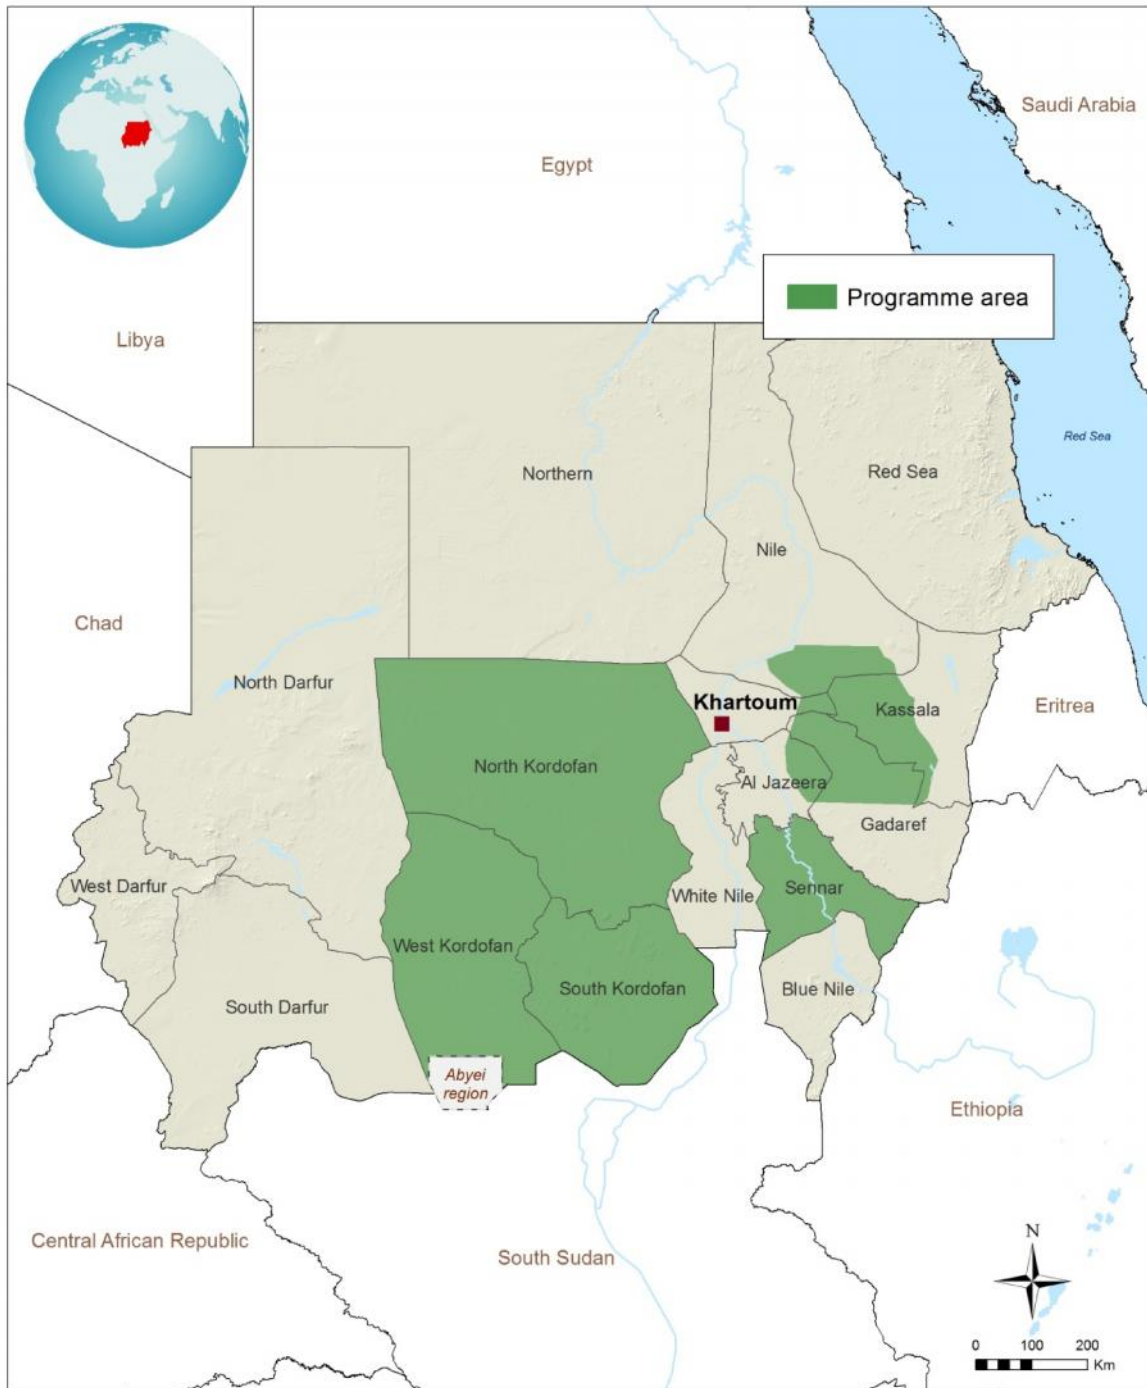 Saudi Arabia
Egypt
Programme area
Libya
Red Sea
Northern
Red Sea
Nile
Chad
North Darfur
Khartoum
Kassala
Eritrea
North Kordofan
Al Jazeera
Gadaref
West Darfur
Sennar
White Nile
West Kordofan
South Kordofan
Blue Nile
South Darfur
Abyei
region
Ethiopia
Central African Republic
South Sudan
N
0 100 200
Km